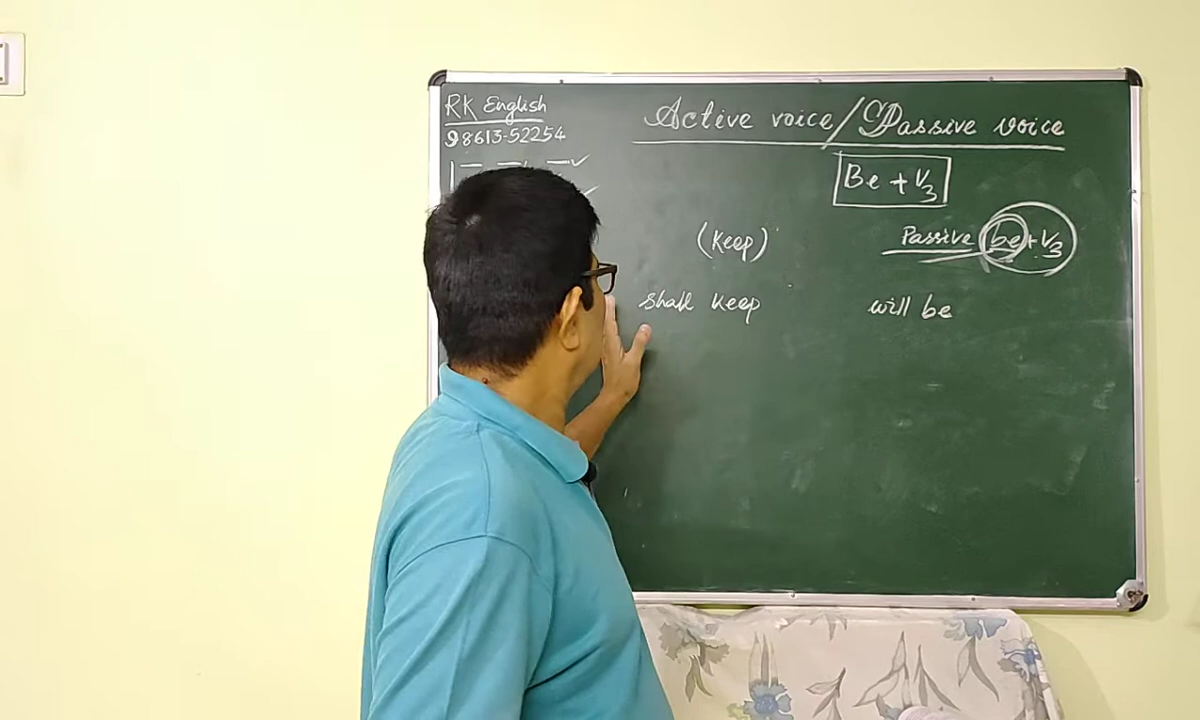 RK English
98613-52254
Active voice/Passive voice
Be + V3
(Keep)
Passive be + V3
shall keep
will be